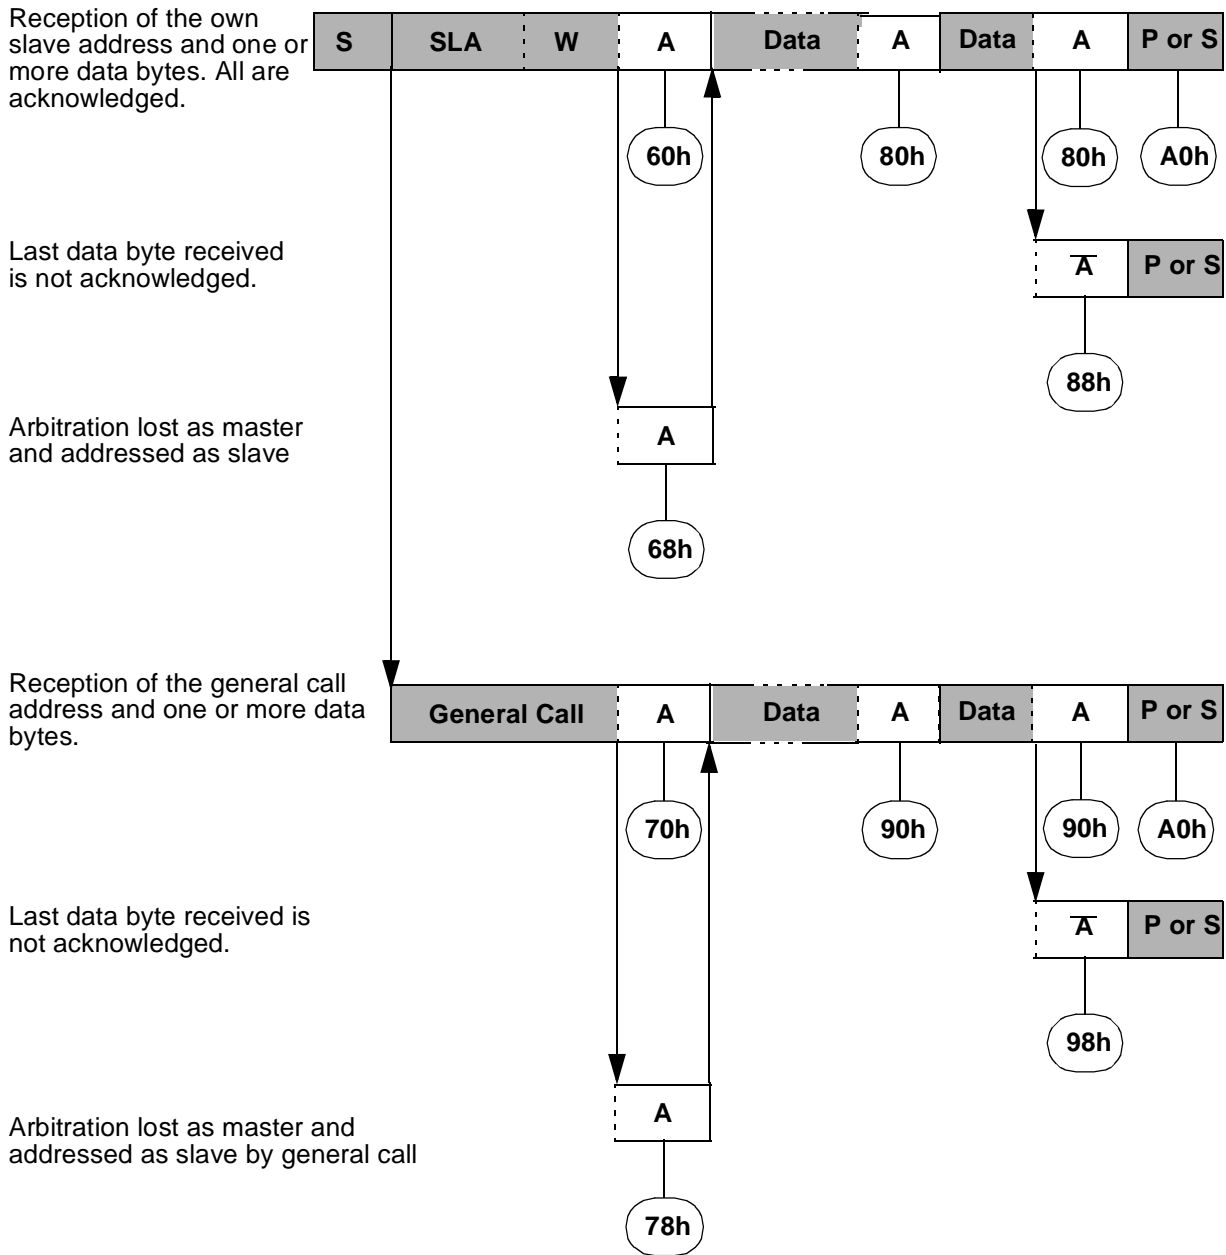 Reception of the own
slave address and one or
more data bytes. All are
acknowledged.
S SLA W A Data A Data A P or S
60h 80h 80h A0h
Last data byte received
is not acknowledged.
A̅ P or S
88h
Arbitration lost as master
and addressed as slave
A
68h
Reception of the general call
address and one or more data
bytes.
General Call A Data A Data A P or S
70h 90h 90h A0h
Last data byte received is
not acknowledged.
A̅ P or S
98h
Arbitration lost as master and
addressed as slave by general call
A
78h